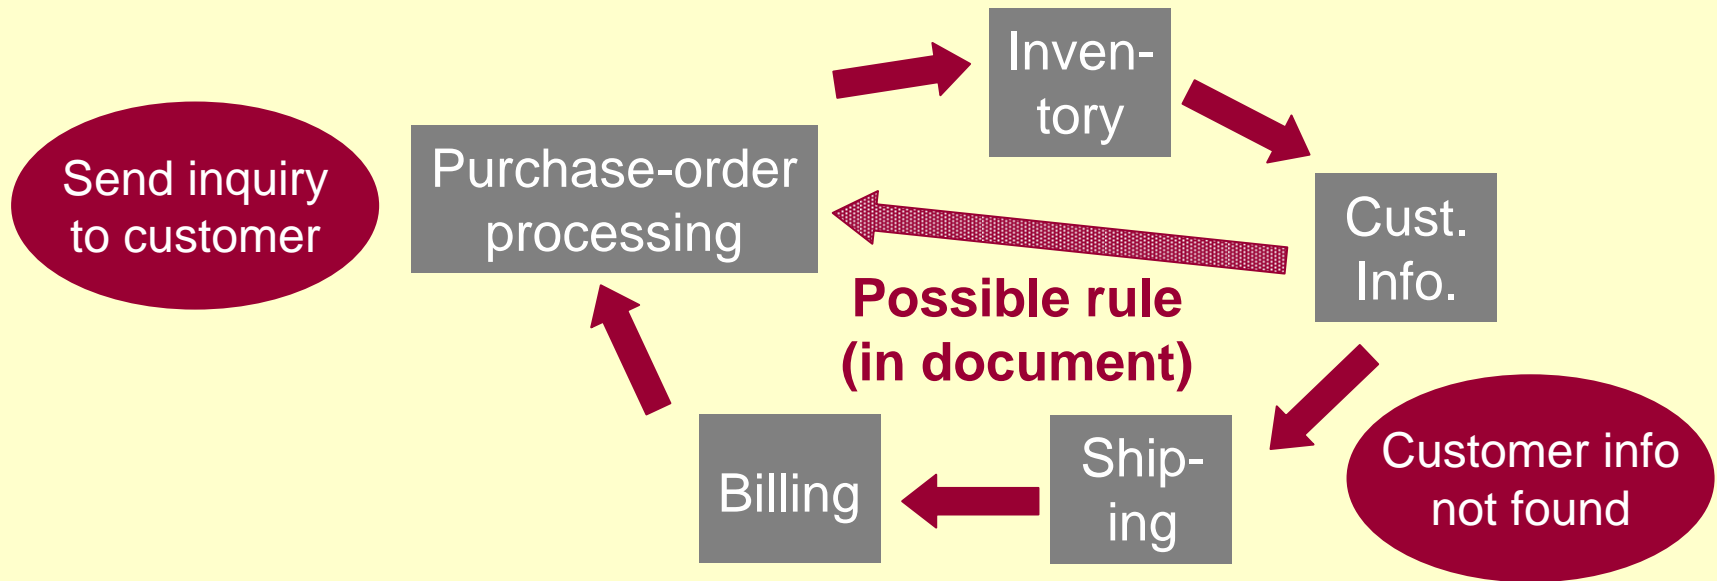 Inven-
tory
Send inquiry
to customer
Purchase-order
processing
Cust.
Info.
Possible rule
(in document)
Billing
Ship-
ing
Customer info
not found